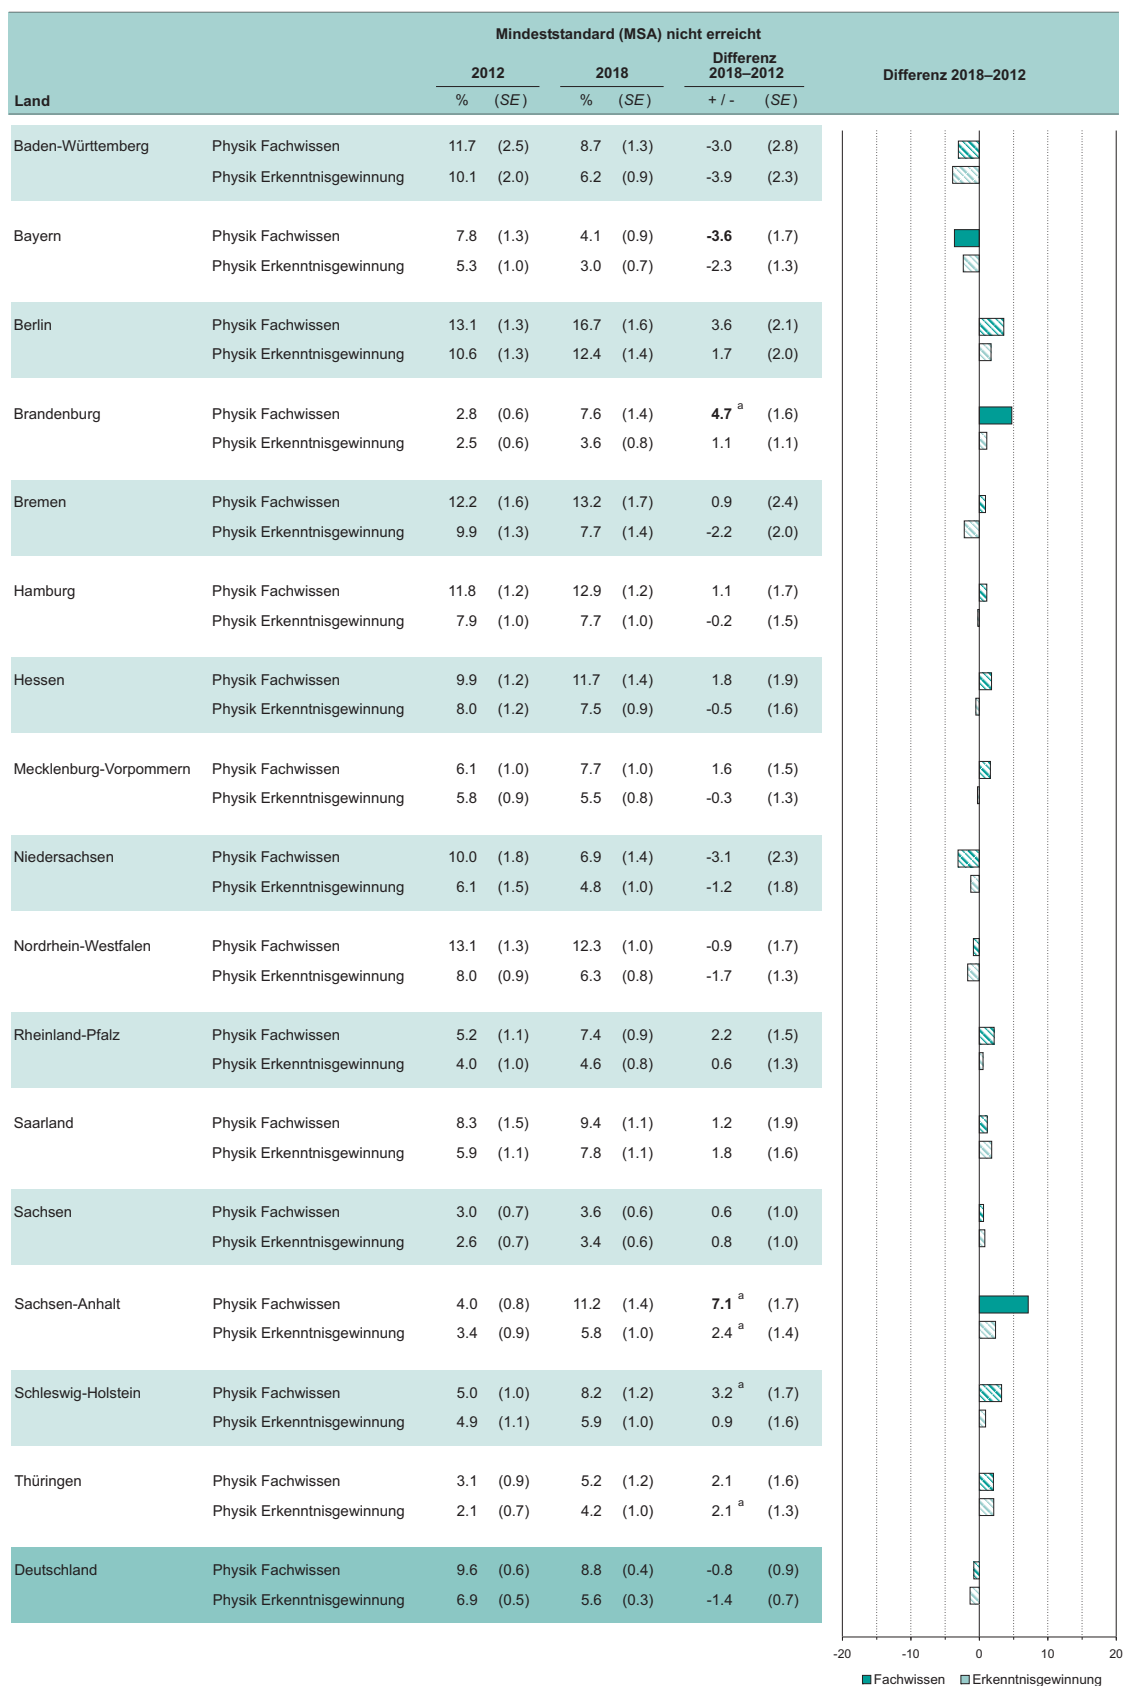 Mindeststandard (MSA) nicht erreicht
2012 2018 Differenz 2018–2012 Differenz 2018–2012
Land % (SE) % (SE) + / - (SE)
Baden-Württemberg Physik Fachwissen 11.7 (2.5) 8.7 (1.3) -3.0 (2.8)
Physik Erkenntnisgewinnung 10.1 (2.0) 6.2 (0.9) -3.9 (2.3)
Bayern Physik Fachwissen 7.8 (1.3) 4.1 (0.9) -3.6 (1.7)
Physik Erkenntnisgewinnung 5.3 (1.0) 3.0 (0.7) -2.3 (1.3)
Berlin Physik Fachwissen 13.1 (1.3) 16.7 (1.6) 3.6 (2.1)
Physik Erkenntnisgewinnung 10.6 (1.3) 12.4 (1.4) 1.7 (2.0)
Brandenburg Physik Fachwissen 2.8 (0.6) 7.6 (1.4) 4.7 a (1.6)
Physik Erkenntnisgewinnung 2.5 (0.6) 3.6 (0.8) 1.1 (1.1)
Bremen Physik Fachwissen 12.2 (1.6) 13.2 (1.7) 0.9 (2.4)
Physik Erkenntnisgewinnung 9.9 (1.3) 7.7 (1.4) -2.2 (2.0)
Hamburg Physik Fachwissen 11.8 (1.2) 12.9 (1.2) 1.1 (1.7)
Physik Erkenntnisgewinnung 7.9 (1.0) 7.7 (1.0) -0.2 (1.5)
Hessen Physik Fachwissen 9.9 (1.2) 11.7 (1.4) 1.8 (1.9)
Physik Erkenntnisgewinnung 8.0 (1.2) 7.5 (0.9) -0.5 (1.6)
Mecklenburg-Vorpommern Physik Fachwissen 6.1 (1.0) 7.7 (1.0) 1.6 (1.5)
Physik Erkenntnisgewinnung 5.8 (0.9) 5.5 (0.8) -0.3 (1.3)
Niedersachsen Physik Fachwissen 10.0 (1.8) 6.9 (1.4) -3.1 (2.3)
Physik Erkenntnisgewinnung 6.1 (1.5) 4.8 (1.0) -1.2 (1.8)
Nordrhein-Westfalen Physik Fachwissen 13.1 (1.3) 12.3 (1.0) -0.9 (1.7)
Physik Erkenntnisgewinnung 8.0 (0.9) 6.3 (0.8) -1.7 (1.3)
Rheinland-Pfalz Physik Fachwissen 5.2 (1.1) 7.4 (0.9) 2.2 (1.5)
Physik Erkenntnisgewinnung 4.0 (1.0) 4.6 (0.8) 0.6 (1.3)
Saarland Physik Fachwissen 8.3 (1.5) 9.4 (1.1) 1.2 (1.9)
Physik Erkenntnisgewinnung 5.9 (1.1) 7.8 (1.1) 1.8 (1.6)
Sachsen Physik Fachwissen 3.0 (0.7) 3.6 (0.6) 0.6 (1.0)
Physik Erkenntnisgewinnung 2.6 (0.7) 3.4 (0.6) 0.8 (1.0)
Sachsen-Anhalt Physik Fachwissen 4.0 (0.8) 11.2 (1.4) 7.1 a (1.7)
Physik Erkenntnisgewinnung 3.4 (0.9) 5.8 (1.0) 2.4 a (1.4)
Schleswig-Holstein Physik Fachwissen 5.0 (1.0) 8.2 (1.2) 3.2 a (1.7)
Physik Erkenntnisgewinnung 4.9 (1.1) 5.9 (1.0) 0.9 (1.6)
Thüringen Physik Fachwissen 3.1 (0.9) 5.2 (1.2) 2.1 (1.6)
Physik Erkenntnisgewinnung 2.1 (0.7) 4.2 (1.0) 2.1 a (1.3)
Deutschland Physik Fachwissen 9.6 (0.6) 8.8 (0.4) -0.8 (0.9)
Physik Erkenntnisgewinnung 6.9 (0.5) 5.6 (0.3) -1.4 (0.7)
-20 -10 0 10 20
Fachwissen Erkenntnisgewinnung